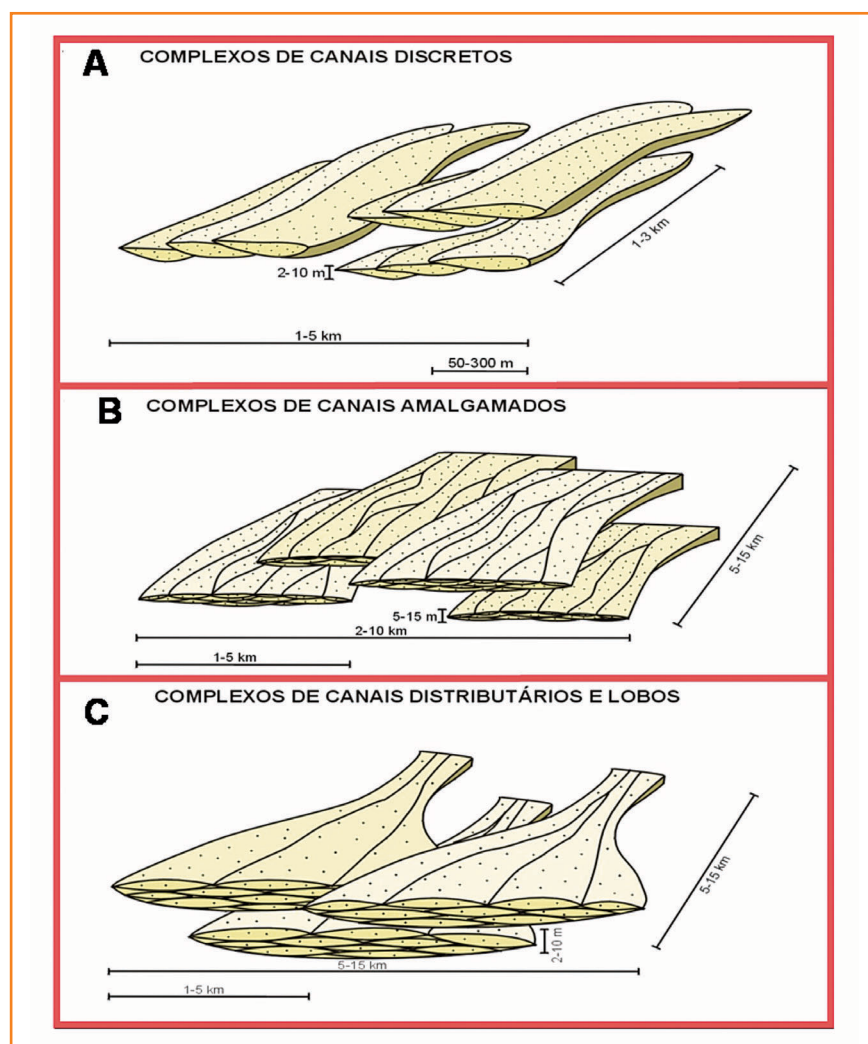 A
COMPLEXOS DE CANAIS DISCRETOS
1-3 km
2-10 m
1-5 km
50-300 m
B
COMPLEXOS DE CANAIS AMALGAMADOS
5-15 km
5-15 m
2-10 km
1-5 km
C
COMPLEXOS DE CANAIS DISTRIBUTÁRIOS E LOBOS
5-15 km
2-10 m
5-15 km
1-5 km